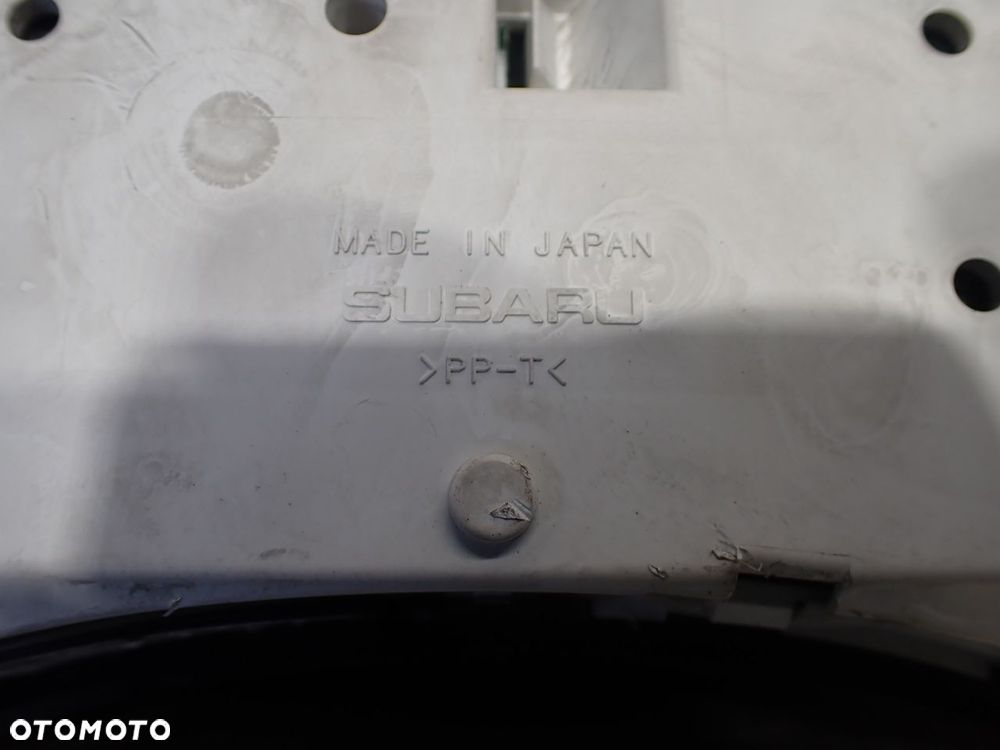 MADE IN JAPAN
SUBARU
>PP-T<
OTOMOTO